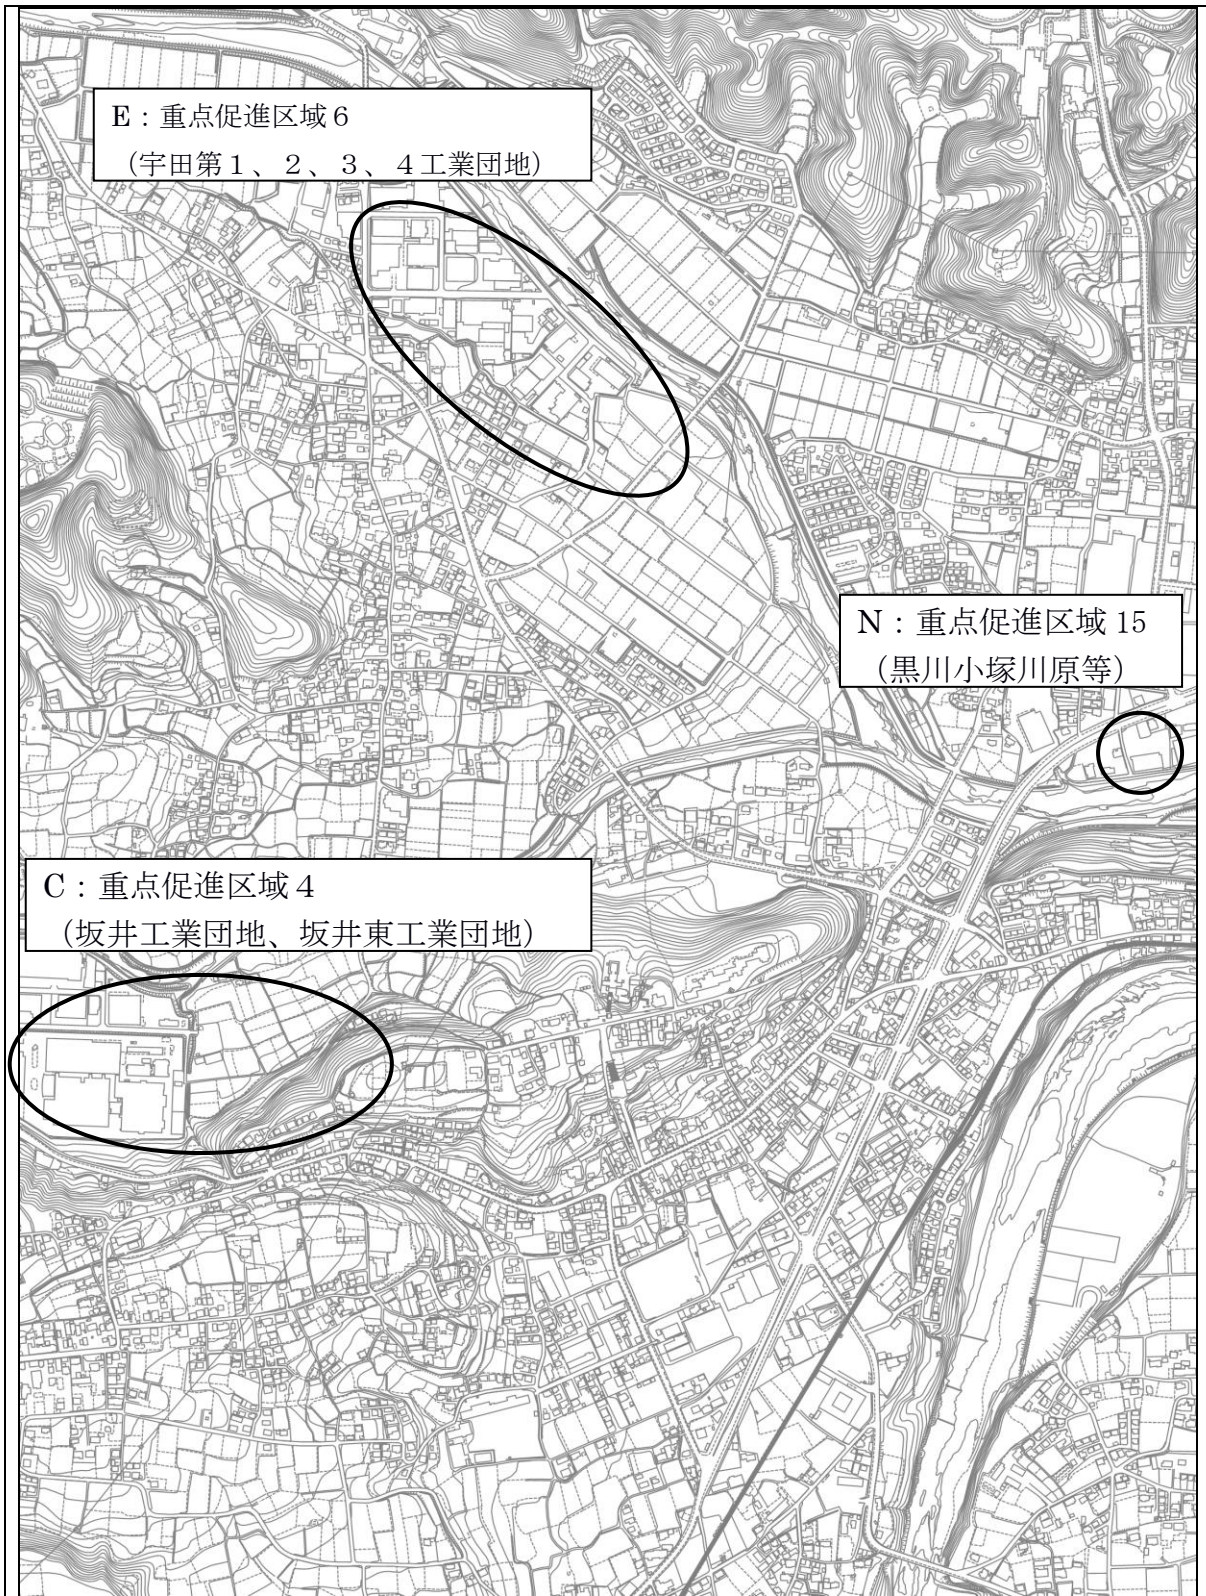 E：重点促進区域６
（宇田第１、２、３、４工業団地）
N：重点促進区域 15
（黒川小塚川原等）
C：重点促進区域４
（坂井工業団地、坂井東工業団地）